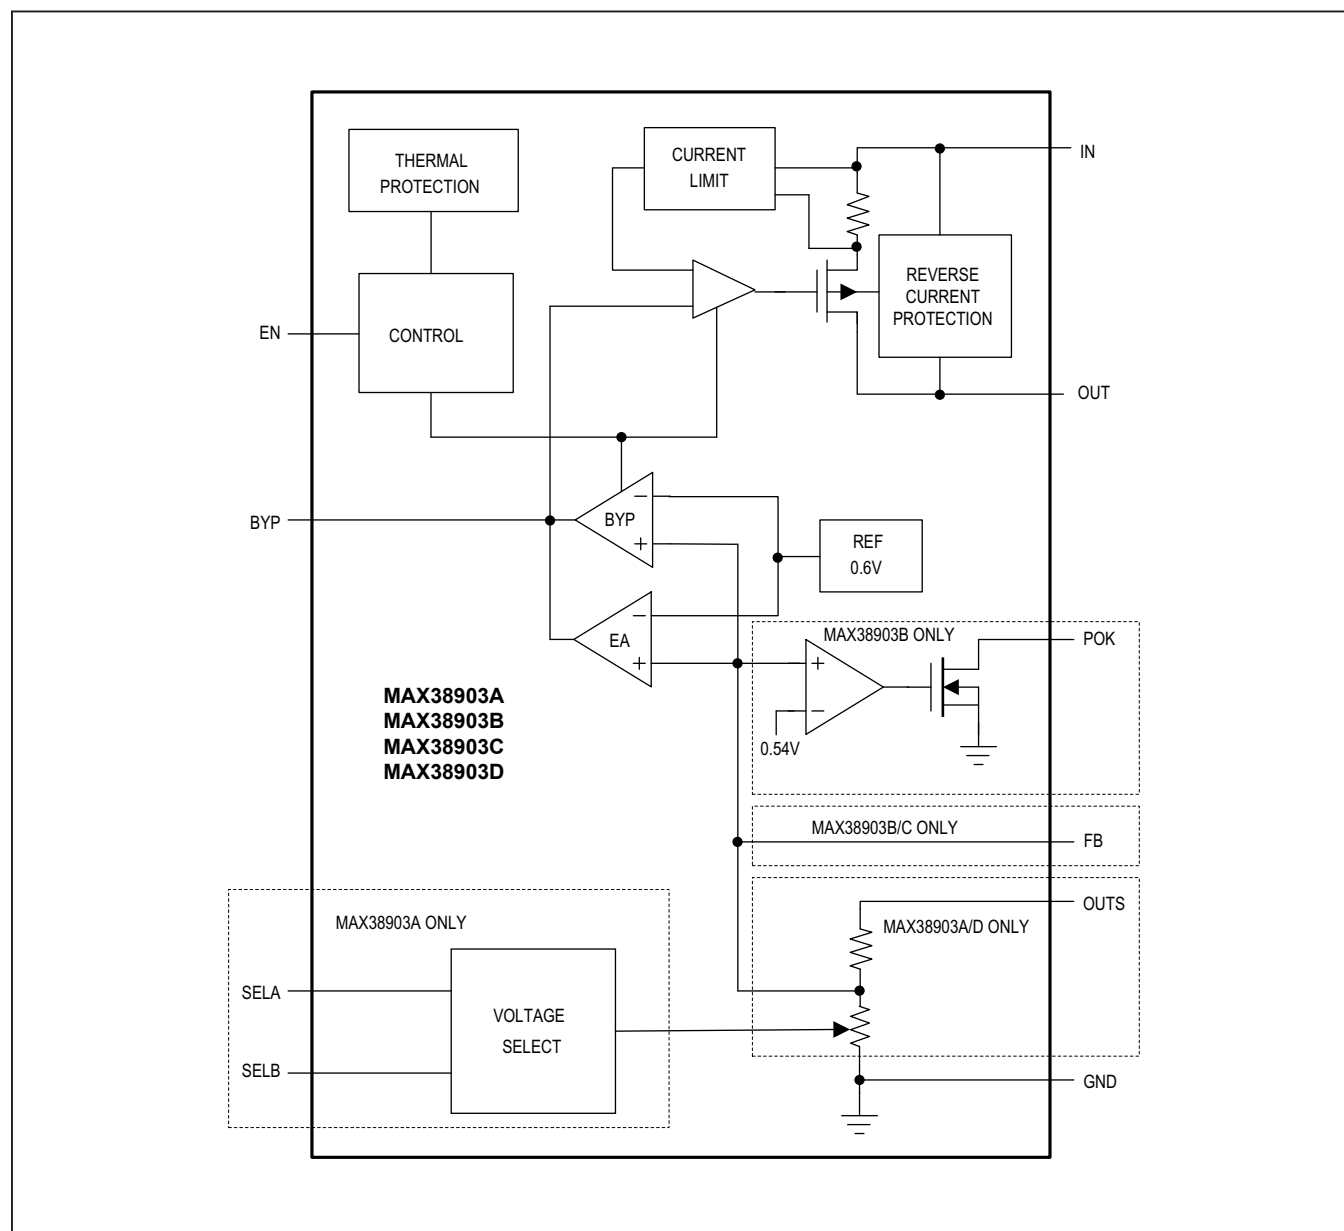 THERMAL
PROTECTION
CURRENT
LIMIT
IN
REVERSE
CURRENT
PROTECTION
EN
CONTROL
OUT
BYP
BYP
−
+
REF
0.6V
EA
−
+
MAX38903B ONLY
POK
+
−
0.54V
MAX38903A
MAX38903B
MAX38903C
MAX38903D
MAX38903B/C ONLY
FB
MAX38903A ONLY
OUTS
MAX38903A/D ONLY
SELA
VOLTAGE
SELECT
SELB
GND